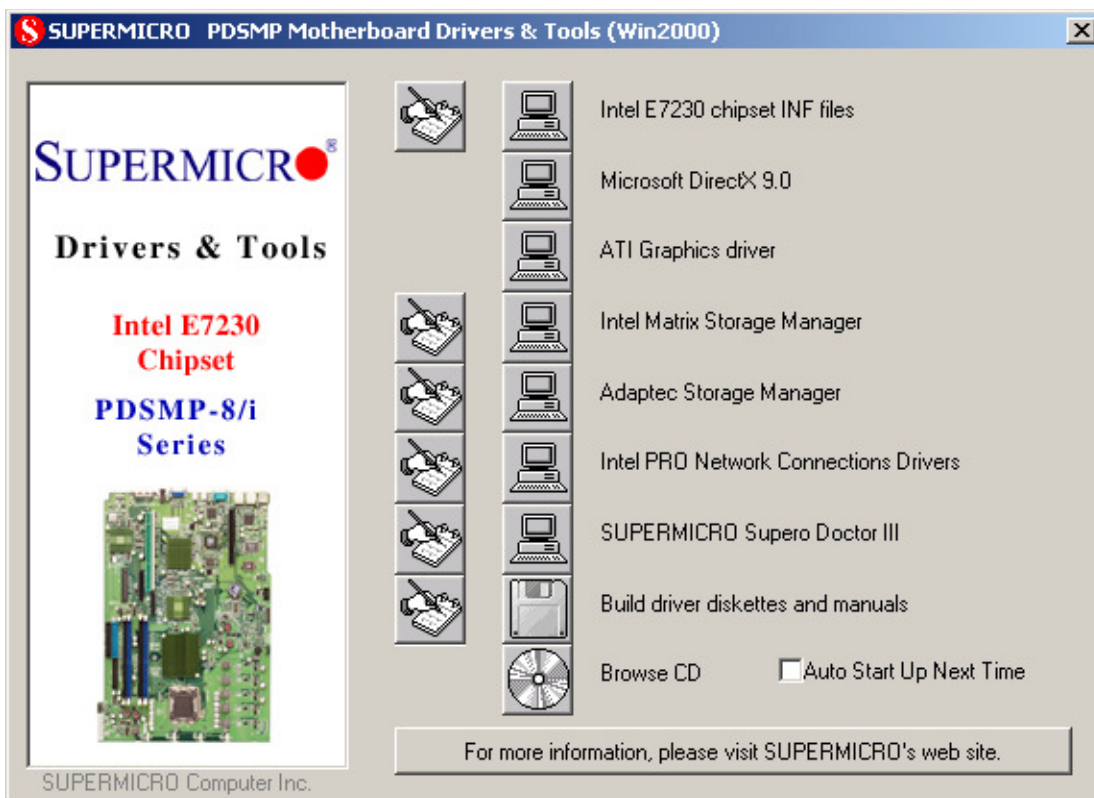 SUPERMICRO PDSMP Motherboard Drivers & Tools (Win2000)
SUPERMICRO®
Drivers & Tools
Intel E7230
Chipset
PDSMP-8/i
Series
SUPERMICRO Computer Inc.
Intel E7230 chipset INF files
Microsoft DirectX 9.0
ATI Graphics driver
Intel Matrix Storage Manager
Adaptec Storage Manager
Intel PRO Network Connections Drivers
SUPERMICRO Supero Doctor III
Build driver diskettes and manuals
Browse CD
Auto Start Up Next Time
For more information, please visit SUPERMICRO's web site.